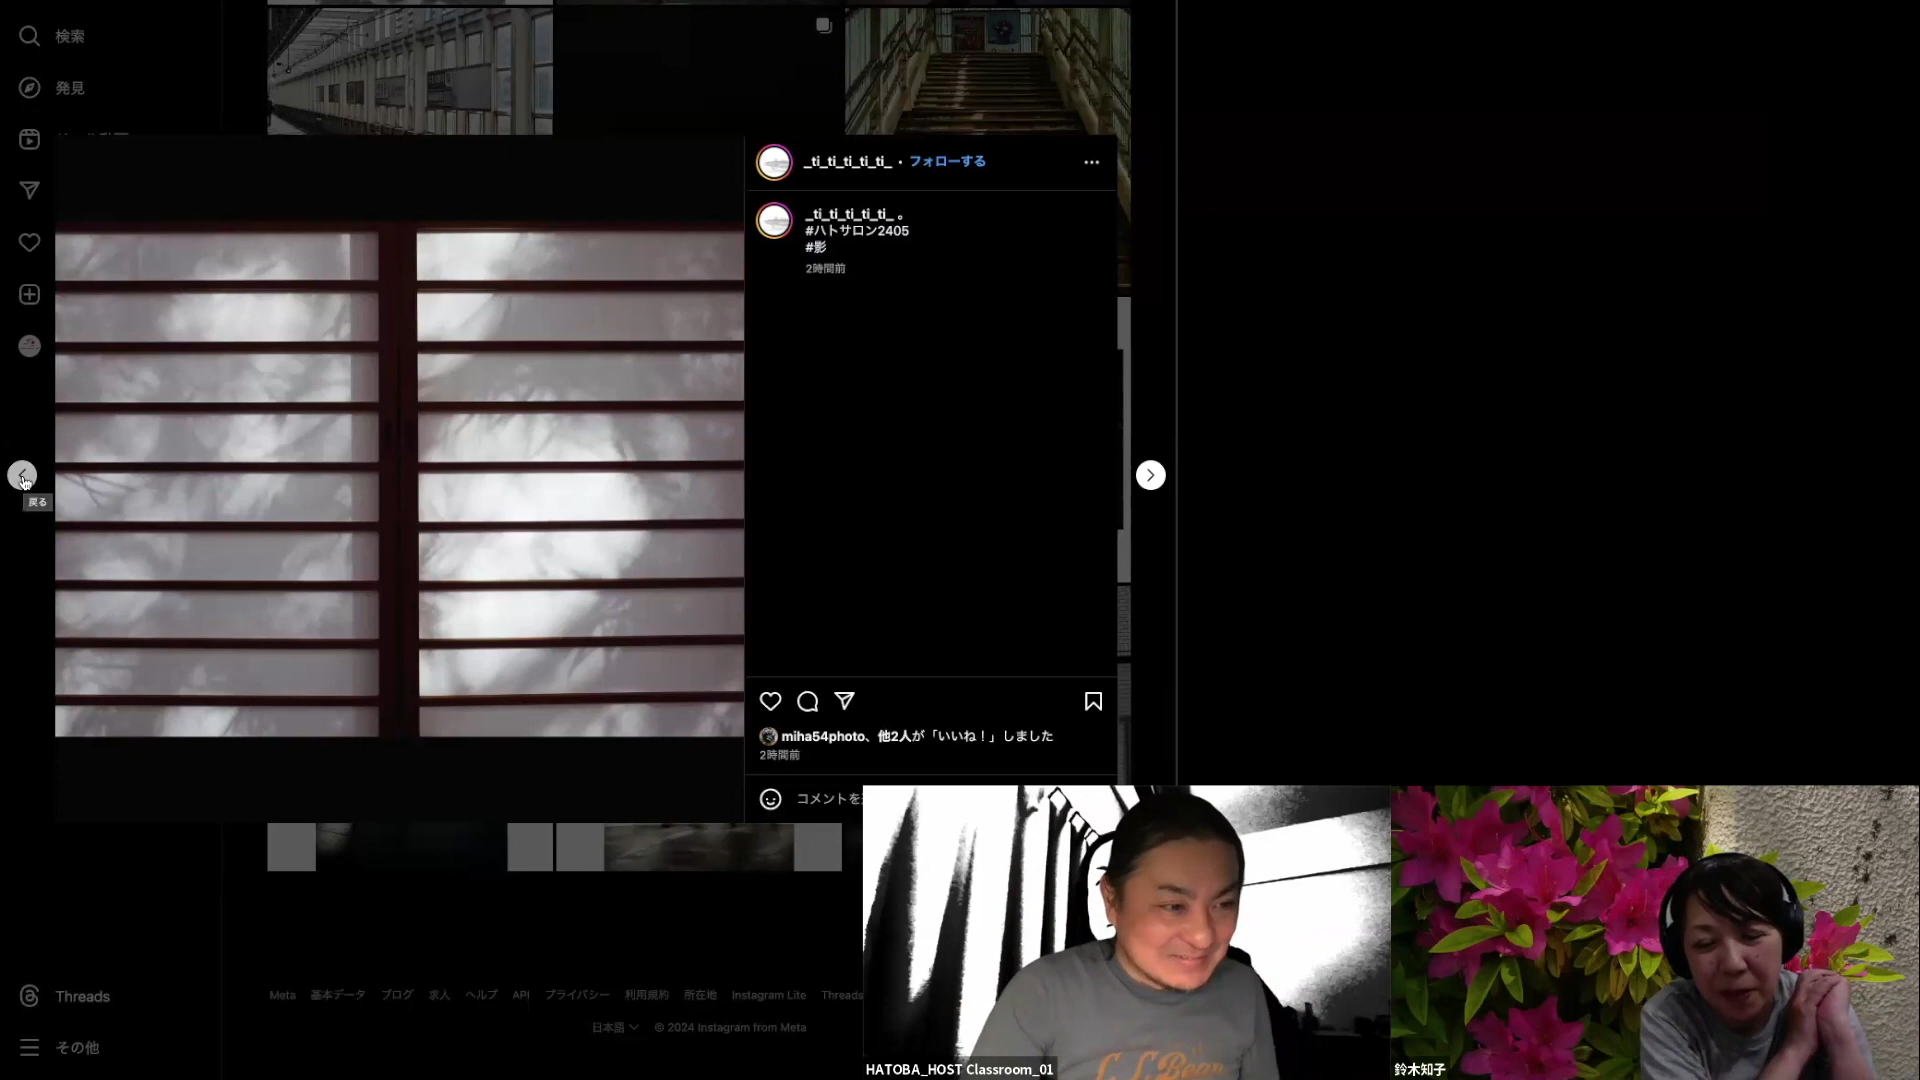 検索
発見
_ti_ti_ti_ti_ti_ • フォローする
_ti_ti_ti_ti_ti_ 。
#ハトサロン2405
#影
2時間前
戻る
miha54photo、他2人が「いいね！」しました
2時間前
コメントを
Threads
その他
Meta 基本データ ブログ 求人 ヘルプ API プライバシー 利用規約 所在地 Instagram Lite Threads
日本語 © 2024 Instagram from Meta
HATOBA_HOST Classroom_01
鈴木知子